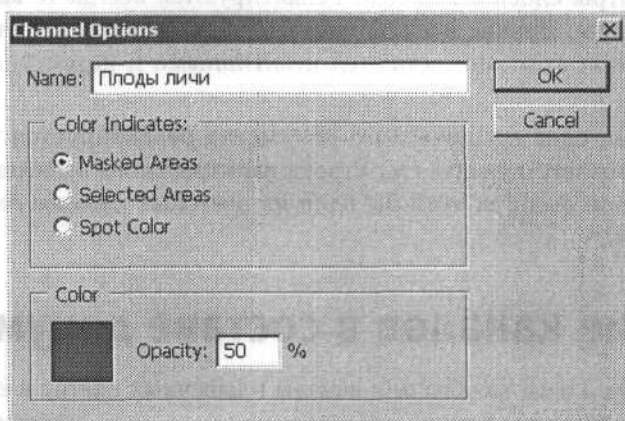 Channel Options
Name: Плоды личи
OK
Cancel
Color Indicates:
Masked Areas
Selected Areas
Spot Color
Color
Opacity: 50 %